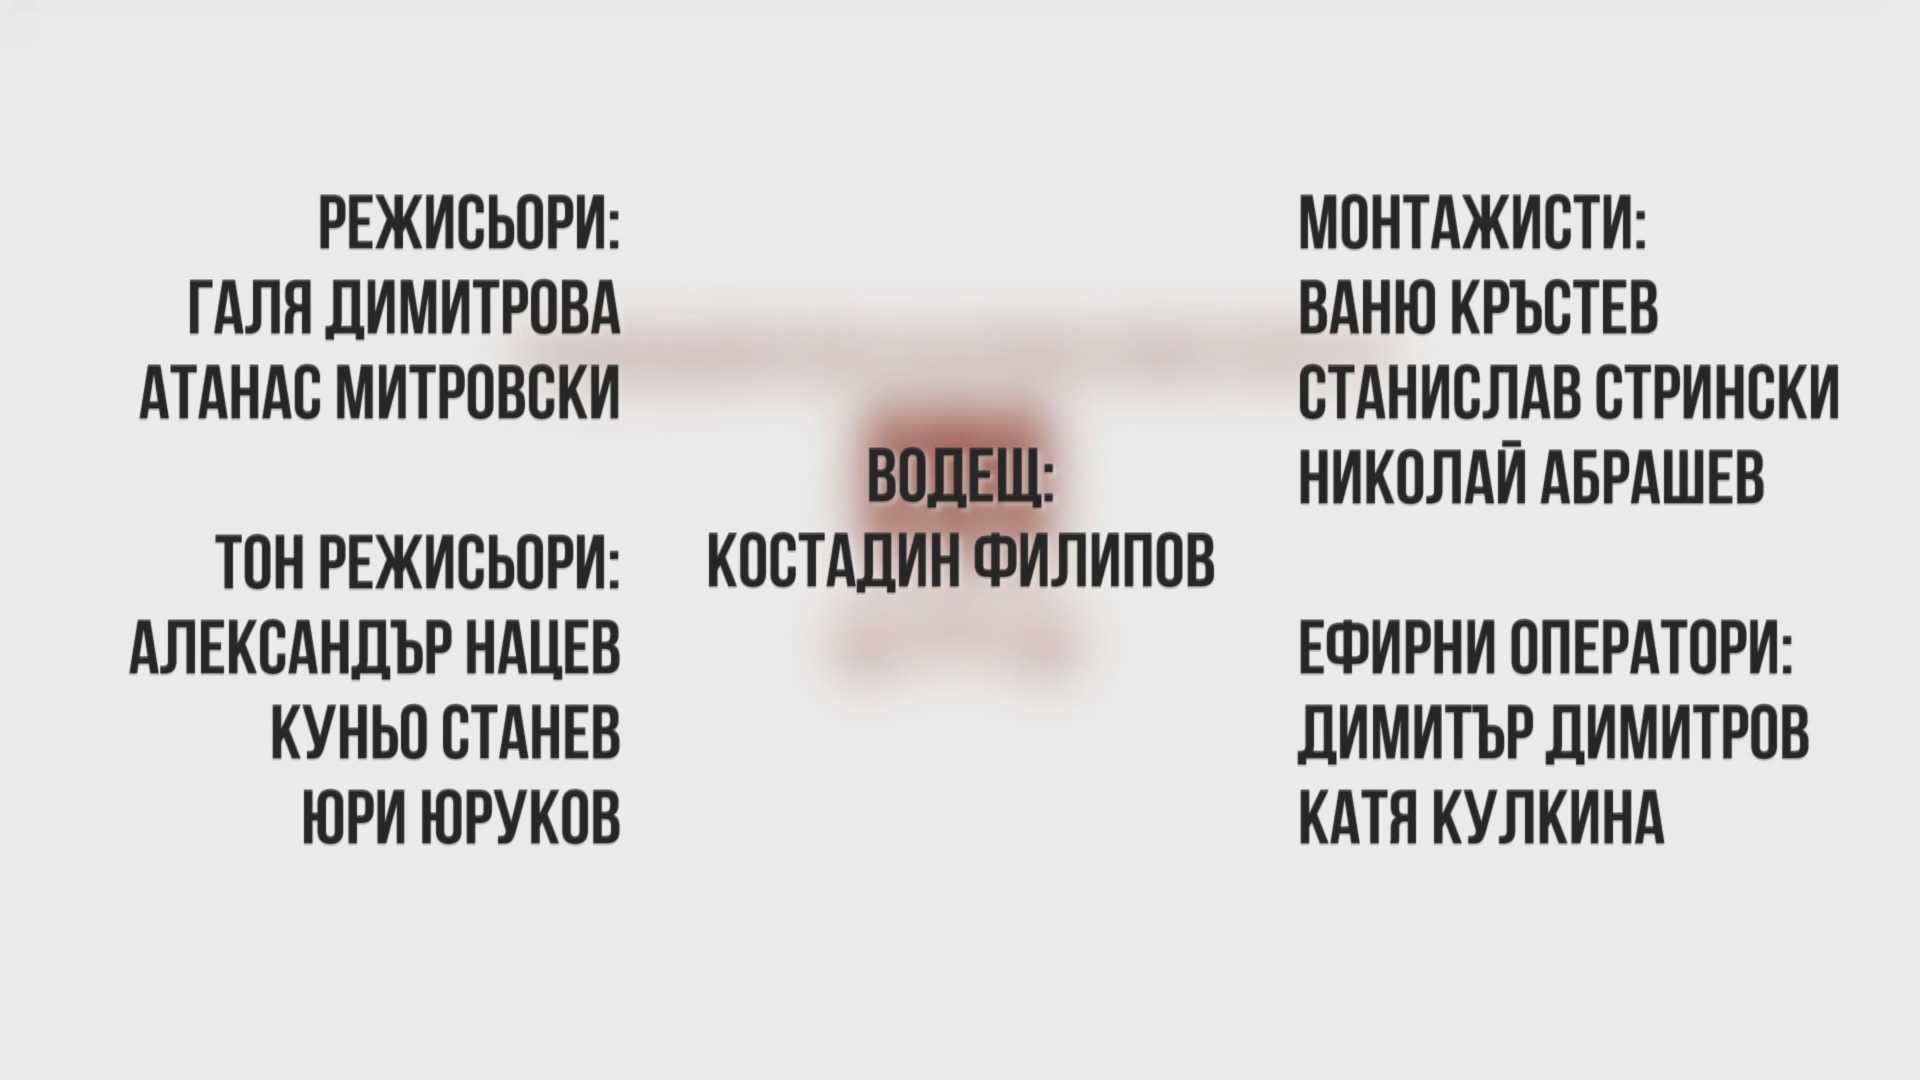 РЕЖИСЬОРИ:
ГАЛЯ ДИМИТРОВА
АТАНАС МИТРОВСКИ
ТОН РЕЖИСЬОРИ:
АЛЕКСАНДЪР НАЦЕВ
КУНЬО СТАНЕВ
ЮРИ ЮРУКОВ
ВОДЕЩ:
КОСТАДИН ФИЛИПОВ
МОНТАЖИСТИ:
ВАНЮ КРЪСТЕВ
СТАНИСЛАВ СТРИНСКИ
НИКОЛАЙ АБРАШЕВ
ЕФИРНИ ОПЕРАТОРИ:
ДИМИТЪР ДИМИТРОВ
КАТЯ КУЛКИНА